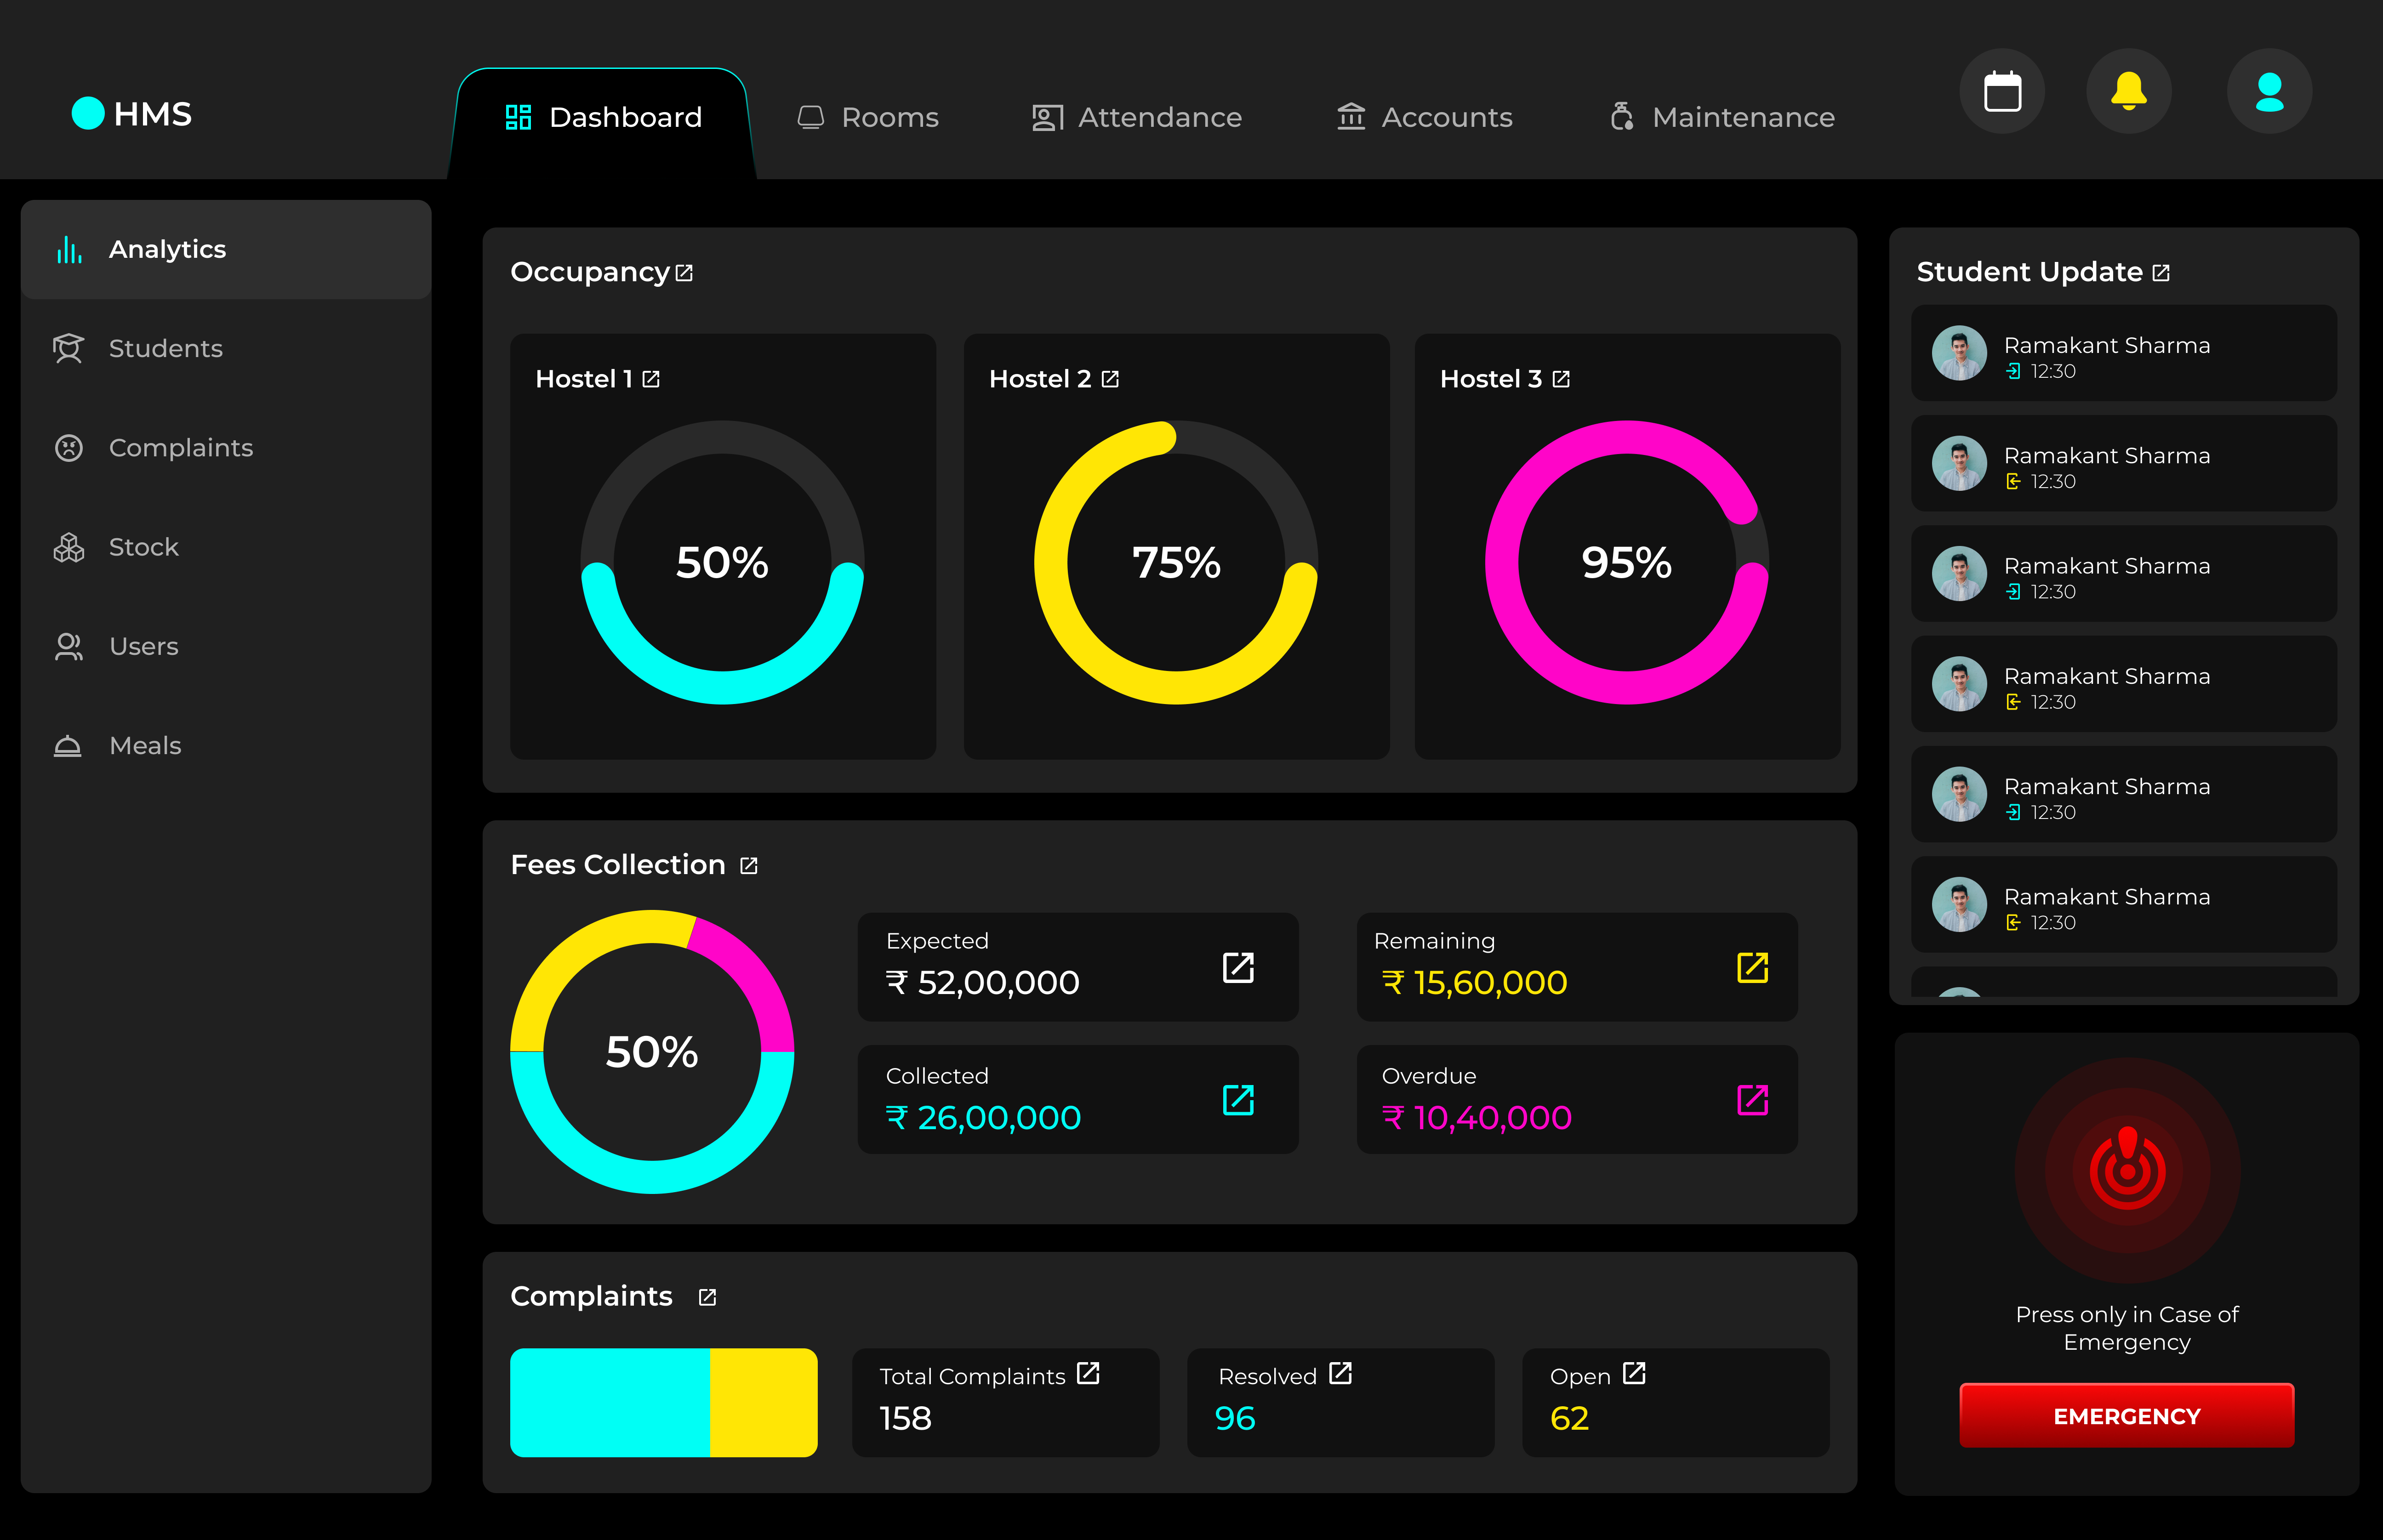 HMS
Dashboard
Rooms
Attendance
Accounts
Maintenance
Analytics
Students
Complaints
Stock
Users
Meals
Occupancy
Hostel 1
50%
Hostel 2
75%
Hostel 3
95%
Fees Collection
50%
Expected
₹ 52,00,000
Remaining
₹ 15,60,000
Collected
₹ 26,00,000
Overdue
₹ 10,40,000
Complaints
Total Complaints
158
Resolved
96
Open
62
Student Update
Ramakant Sharma
12:30
Ramakant Sharma
12:30
Ramakant Sharma
12:30
Ramakant Sharma
12:30
Ramakant Sharma
12:30
Ramakant Sharma
12:30
Press only in Case of
Emergency
EMERGENCY